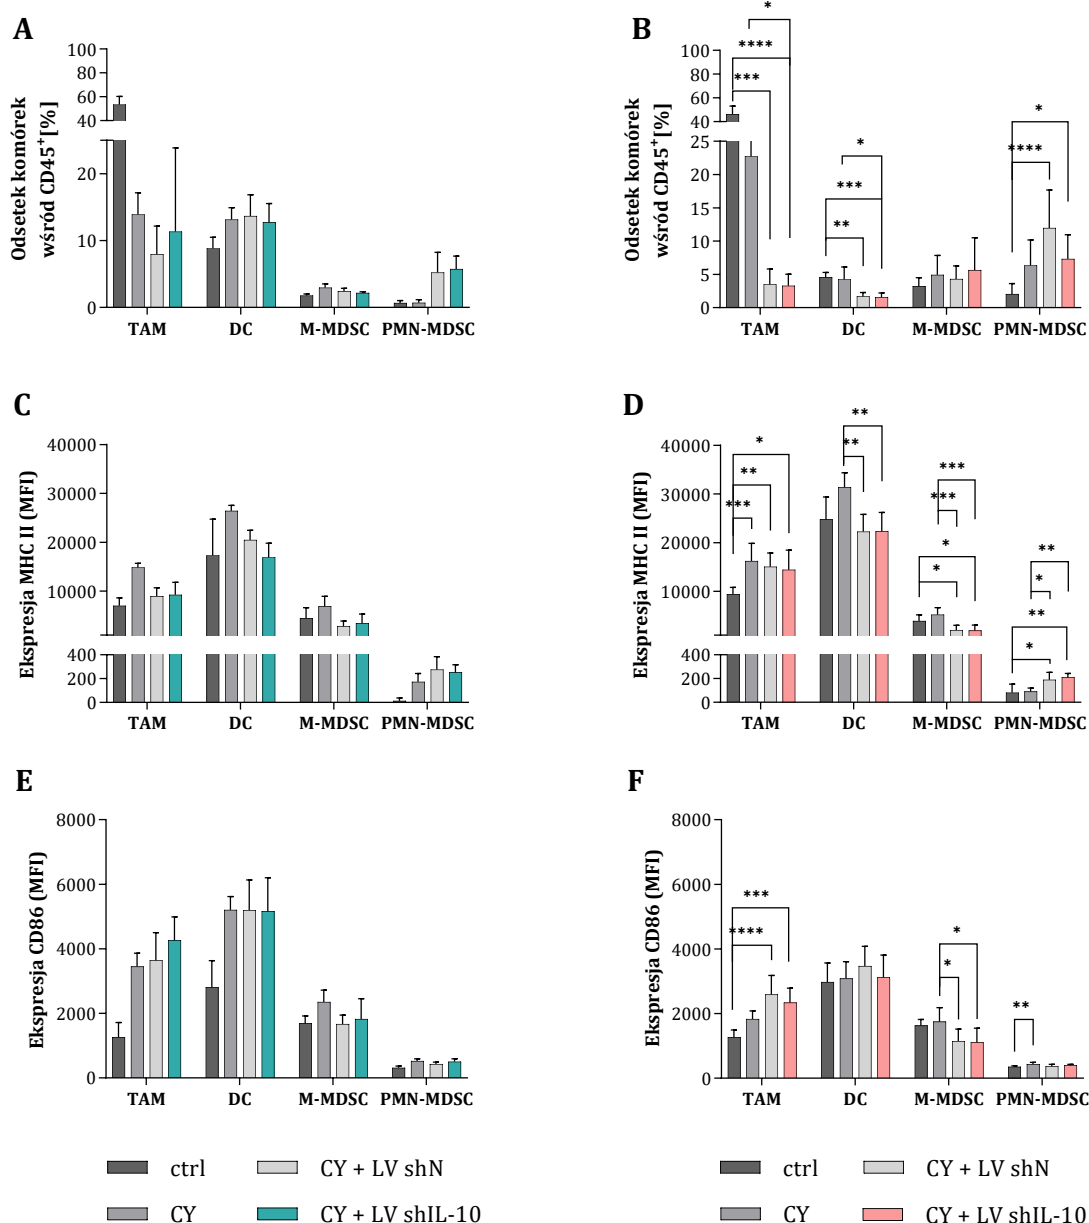 A
Odsetek komórek
wśród CD45⁺[%]
100
80
60
40
20
10
0
TAM DC M-MDSC PMN-MDSC
B
Odsetek komórek
wśród CD45⁺[%]
100
80
60
40
25
20
15
10
5
0
* **** *** * *** ** * ****
TAM DC M-MDSC PMN-MDSC
C
Ekspresja MHC II (MFI)
40000
30000
20000
10000
400
200
0
TAM DC M-MDSC PMN-MDSC
D
Ekspresja MHC II (MFI)
40000
30000
20000
10000
400
200
0
* ** *** ** ** *** *** * * ** * ** *
TAM DC M-MDSC PMN-MDSC
E
Ekspresja CD86 (MFI)
8000
6000
4000
2000
0
TAM DC M-MDSC PMN-MDSC
F
Ekspresja CD86 (MFI)
8000
6000
4000
2000
0
*** **** * * **
TAM DC M-MDSC PMN-MDSC
ctrl CY + LV shN
CY CY + LV shIL-10
ctrl CY + LV shN
CY CY + LV shIL-10